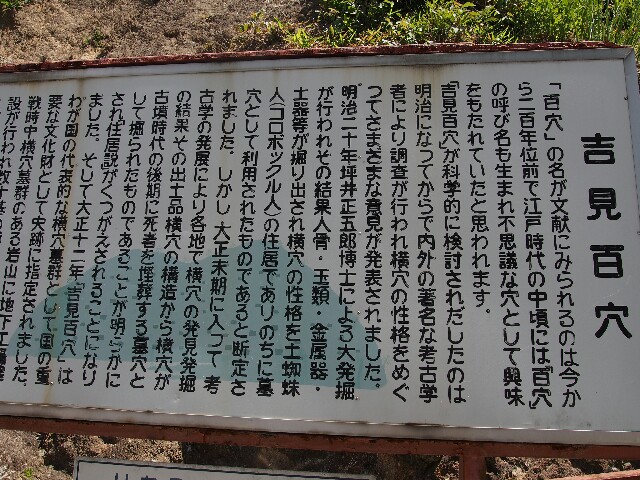 吉見百穴
「百穴」の名が文献にみられるのは今か
ら二百年位前で江戸時代の中頃には「百穴」
の呼び名も生まれ不思議な穴として興味
をもたれていたと思われます。
明治になつてからで内外の著名な考古学
「吉見百穴」が科学的に検討されだしたのは
者により調査が行われ横穴の性格をめぐ
つてさまざまな意見が発表されました。
明治二十年坪井正五郎博士による大発掘
が行われその結果人骨・玉類・金属器・
土器等が掘り出され横穴の性格を土蜘蛛
人(コロボックル人)の住居でありのちに墓
穴として利用されたものであると断定さ
れました。しかし大正末期に入って 考
古学の発展により各地で横穴の発見発掘
の結果その出土品横穴の構造から横穴が
古墳時代の後期に死者を埋葬する墓穴と
して掘られたものであることが明らかに
され住居説がくつがえされることになり
ました。そして大正十二年「吉見百穴」は
わが国の代表的な横穴墓群として国の重
要な文化財として史跡に指定されました。
戦時中横穴墓群のある岩山に地下工場
設が行われ数十基の